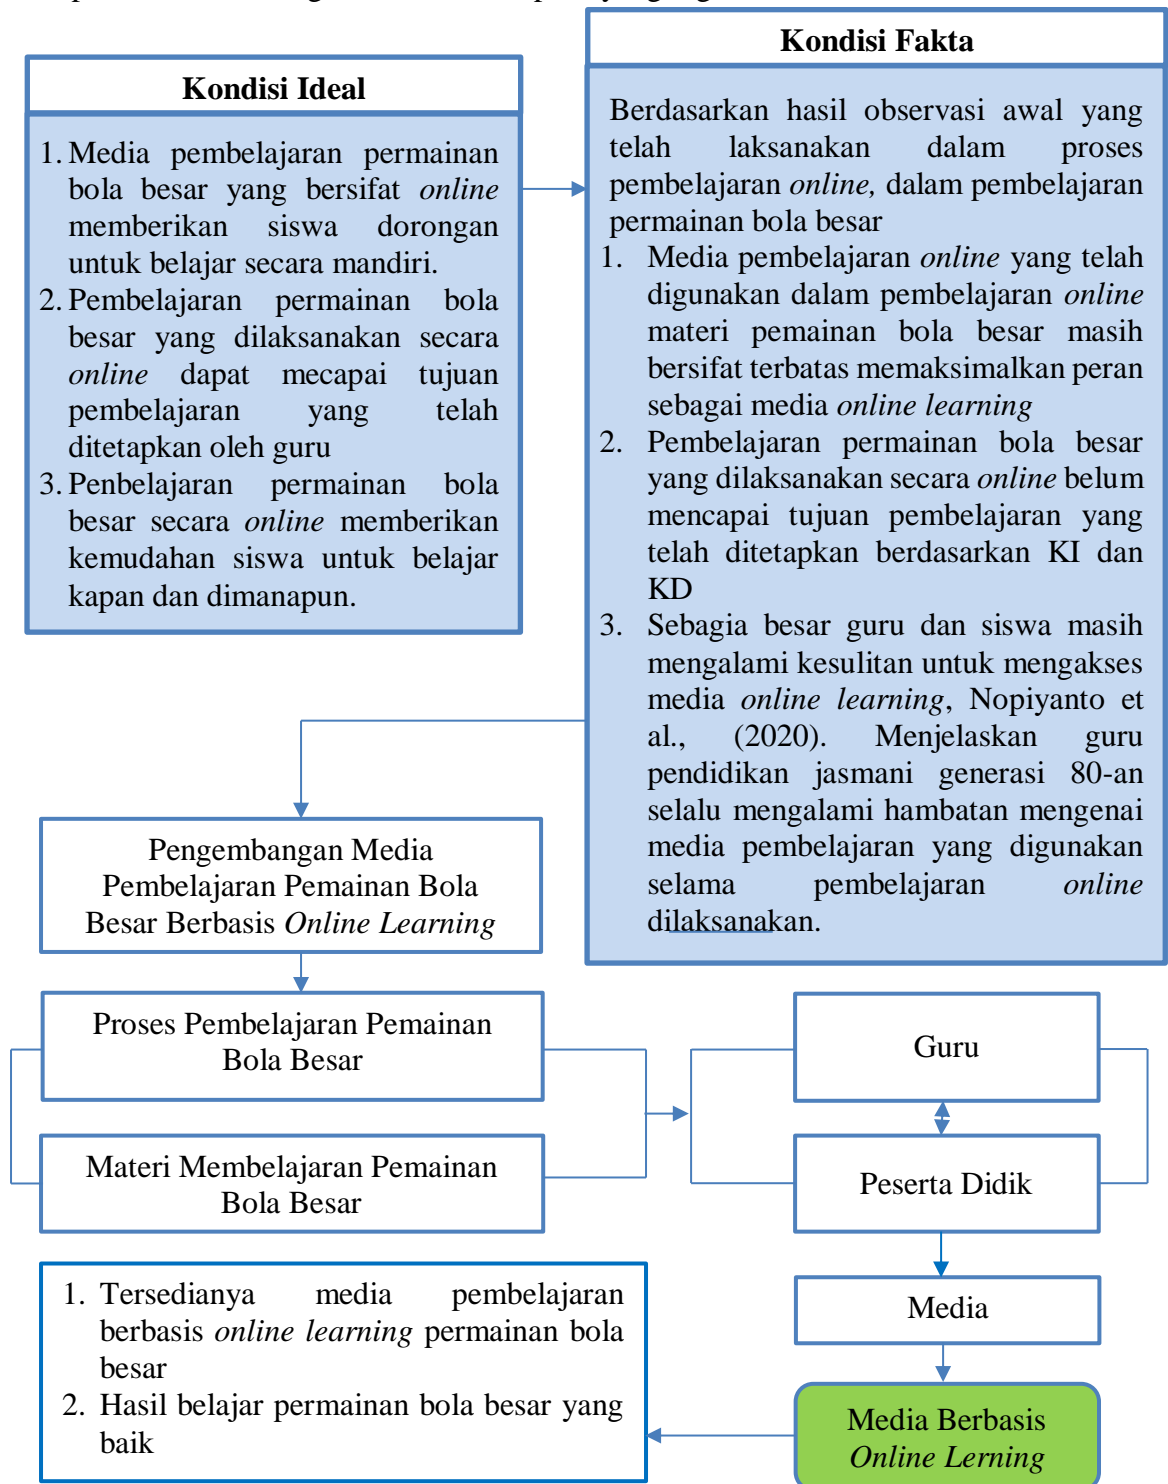 Kondisi Ideal
1. Media pembelajaran permainan
bola besar yang bersifat online
memberikan siswa dorongan
untuk belajar secara mandiri.
2. Pembelajaran permainan bola
besar yang dilaksanakan secara
online dapat mecapai tujuan
pembelajaran yang telah
ditetapkan oleh guru
3. Penbelajaran permainan bola
besar secara online memberikan
kemudahan siswa untuk belajar
kapan dan dimanapun.
Kondisi Fakta
Berdasarkan hasil observasi awal yang
telah laksanakan dalam proses
pembelajaran online, dalam pembelajaran
permainan bola besar
1. Media pembelajaran online yang telah
digunakan dalam pembelajaran online
materi pemainan bola besar masih
bersifat terbatas memaksimalkan peran
sebagai media online learning
2. Pembelajaran permainan bola besar
yang dilaksanakan secara online belum
mencapai tujuan pembelajaran yang
telah ditetapkan berdasarkan KI dan
KD
3. Sebagia besar guru dan siswa masih
mengalami kesulitan untuk mengakses
media online learning, Nopiyanto et
al., (2020). Menjelaskan guru
pendidikan jasmani generasi 80-an
selalu mengalami hambatan mengenai
media pembelajaran yang digunakan
selama pembelajaran online
dilaksanakan.
Pengembangan Media
Pembelajaran Pemainan Bola
Besar Berbasis Online Learning
Proses Pembelajaran Pemainan
Bola Besar
Materi Membelajaran Pemainan
Bola Besar
Guru
Peserta Didik
Media
Media Berbasis
Online Lerning
1. Tersedianya media pembelajaran
berbasis online learning permainan bola
besar
2. Hasil belajar permainan bola besar yang
baik